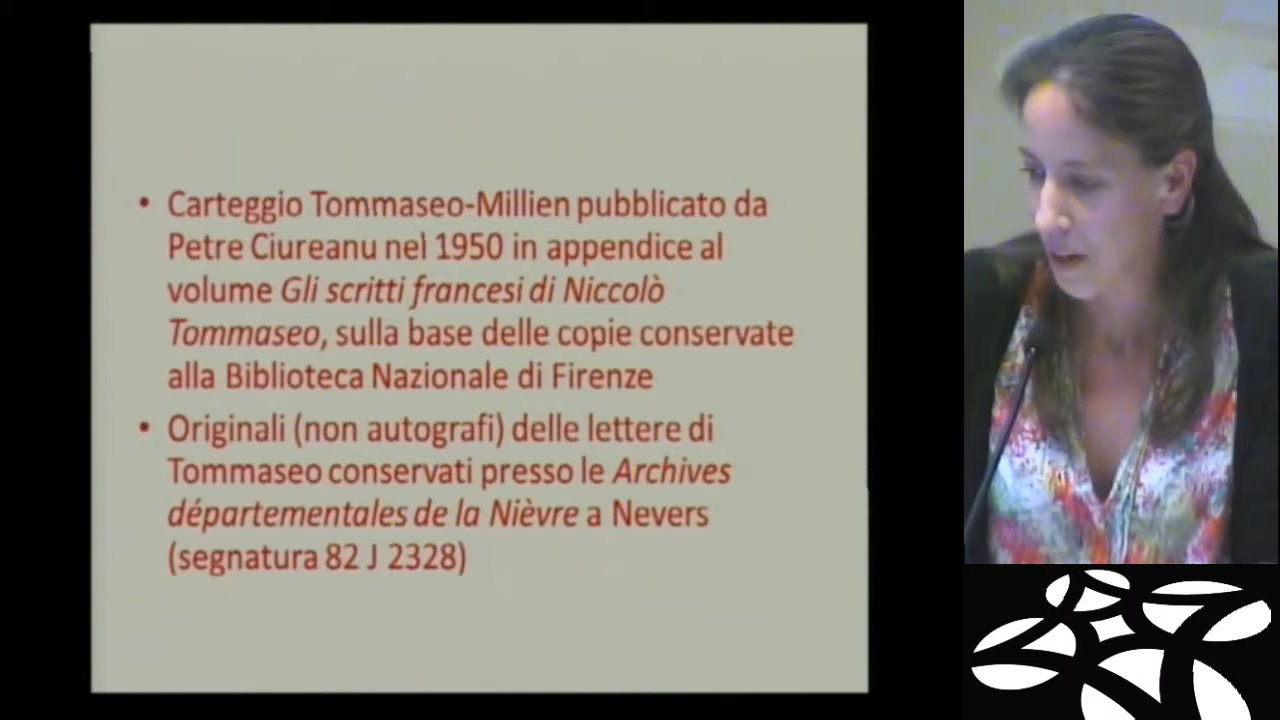 • Carteggio Tommaseo-Millien pubblicato da
Petre Ciureanu nel 1950 in appendice al
volume Gli scritti francesi di Niccolò
Tommaseo, sulla base delle copie conservate
alla Biblioteca Nazionale di Firenze
• Originali (non autografi) delle lettere di
Tommaseo conservati presso le Archives
départementales de la Nièvre a Nevers
(segnatura 82 J 2328)